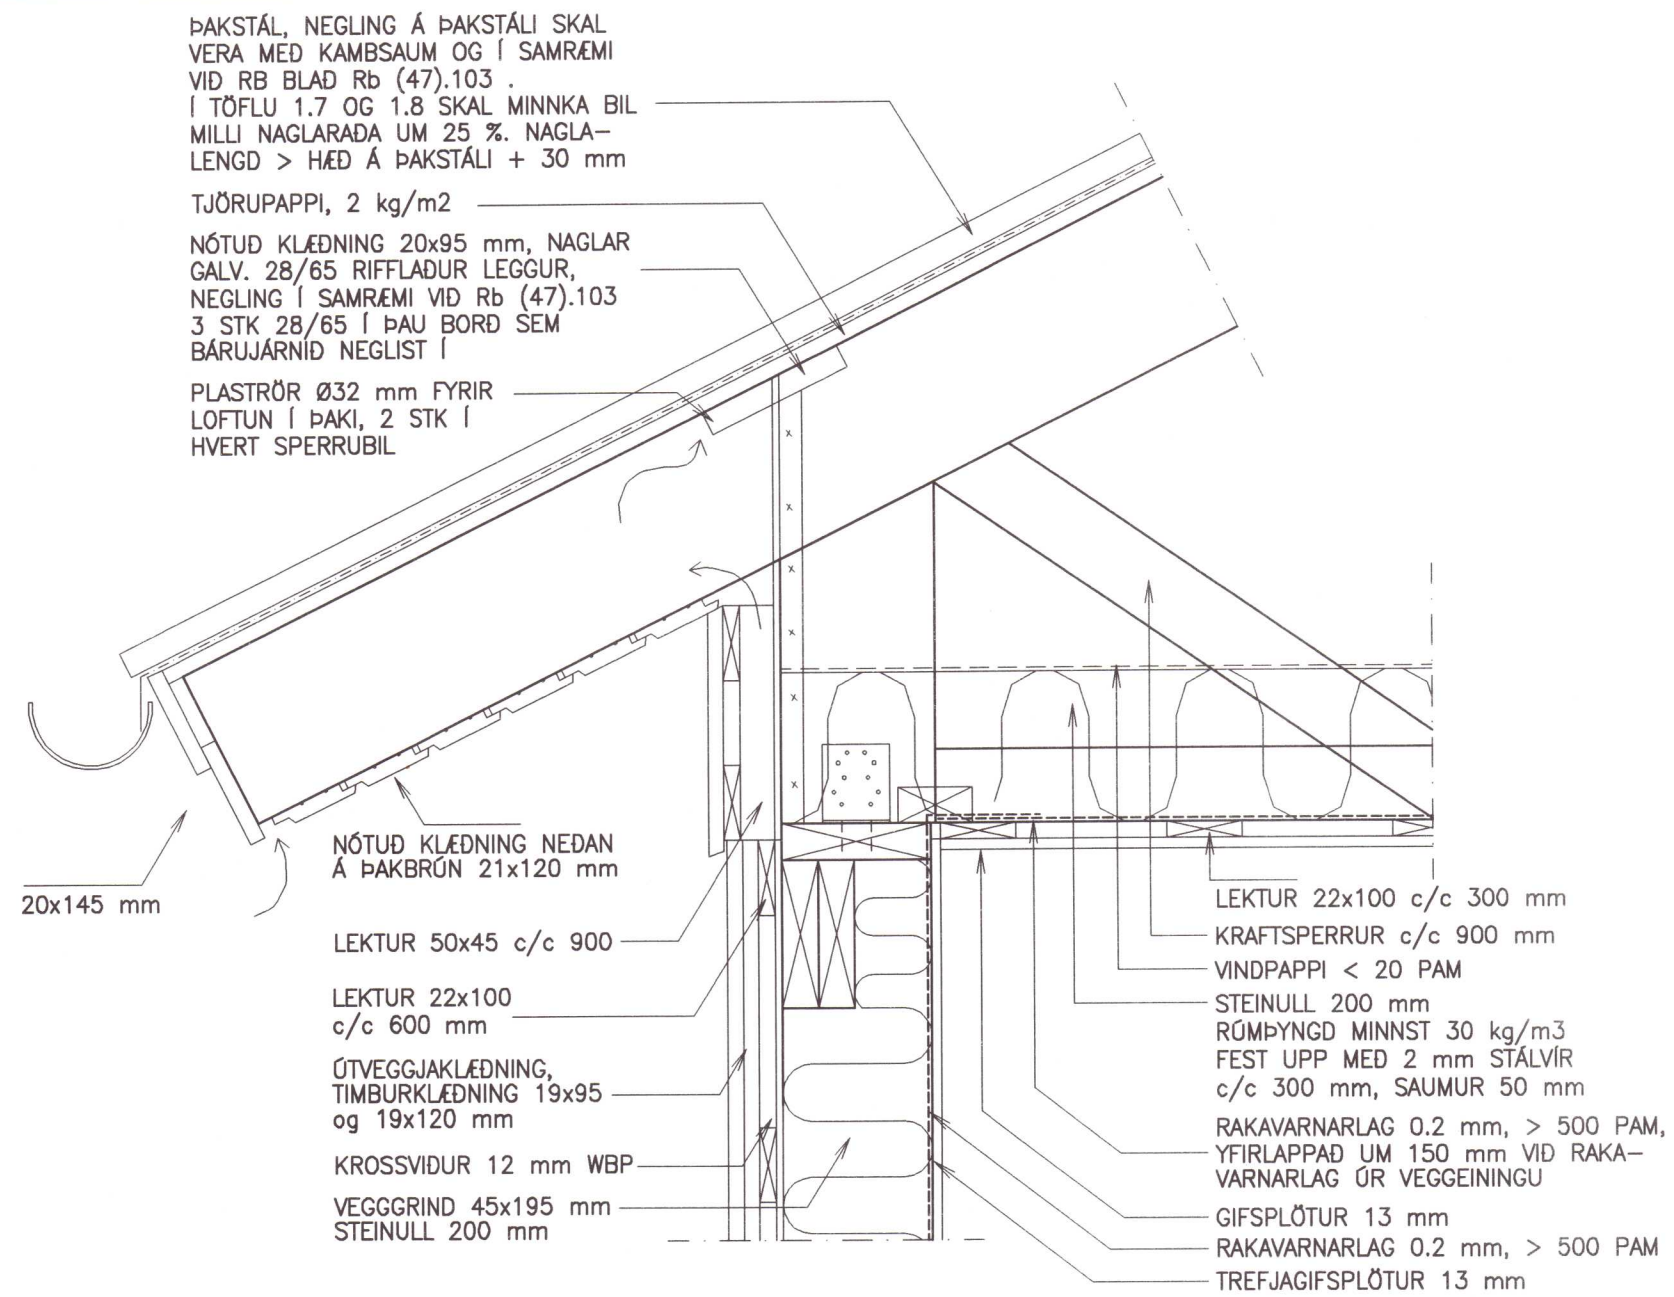 ÞAKSTÁL, NEGLING Á ÞAKSTÁLI SKAL
VERA MEÐ KAMBSAUM OG Í SAMRÆMI
VIÐ RB BLAÐ Rb (47).103 .
Í TÖFLU 1.7 OG 1.8 SKAL MINNKA BIL
MILLI NAGLARAÐA UM 25 %. NAGLA-
LENGD > HÆÐ Á ÞAKSTÁLI + 30 mm
TJÖRUPAPPI, 2 kg/m2
NÓTUÐ KLÆÐNING 20x95 mm, NAGLAR
GALV. 28/65 RIFFLAÐUR LEGGUR,
NEGLING Í SAMRÆMI VIÐ Rb (47).103
3 STK 28/65 Í ÞAU BORÐ SEM
BÁRUJÁRNIÐ NEGLIST Í
PLASTRÖR Ø32 mm FYRIR
LOFTUN Í ÞAKI, 2 STK Í
HVERT SPERRUBIL
NÓTUÐ KLÆÐNING NEÐAN
Á ÞAKBRÚN 21x120 mm
20x145 mm
LEKTUR 50x45 c/c 900
LEKTUR 22x100
c/c 600 mm
ÚTVEGGJAKLÆÐNING,
TIMBURKLÆÐNING 19x95
og 19x120 mm
KROSSVIÐUR 12 mm WBP
VEGGGRIND 45x195 mm
STEINULL 200 mm
LEKTUR 22x100 c/c 300 mm
KRAFTSPERRUR c/c 900 mm
VINDPAPPI < 20 PAM
STEINULL 200 mm
RÚMÞYNGD MINNST 30 kg/m3
FEST UPP MEÐ 2 mm STÁLVÍR
c/c 300 mm, SAUMUR 50 mm
RAKAVARNARLAG 0.2 mm, > 500 PAM,
YFIRLAPPAÐ UM 150 mm VIÐ RAKA-
VARNARLAG ÚR VEGGEININGU
GIFSPLÖTUR 13 mm
RAKAVARNARLAG 0.2 mm, > 500 PAM
TREFJAGIFSPLÖTUR 13 mm